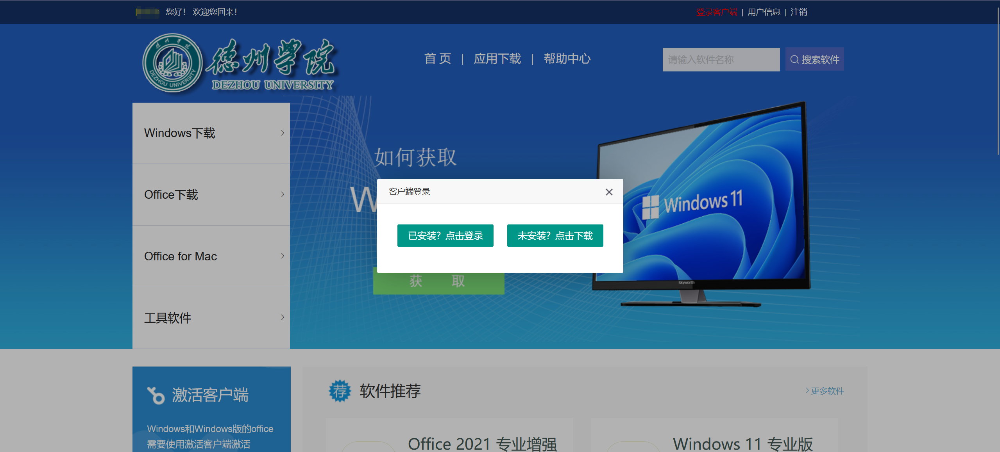 您好! 欢迎您回来!
登录客户端 | 用户信息 | 注销
德州学院
DEZHOU UNIVERSITY
德州學院
DEZHOU UNIVERSITY
首 页 | 应用下载 | 帮助中心
请输入软件名称
搜索软件
Windows下载
Office下载
Office for Mac
工具软件
如何获取
W
获 取
Windows 11
Skyworth
客户端登录
已安装？点击登录
未安装？点击下载
激活客户端
Windows和Windows版的office
需要使用激活客户端激活
荐 软件推荐
更多软件
Office 2021 专业增强
Windows 11 专业版